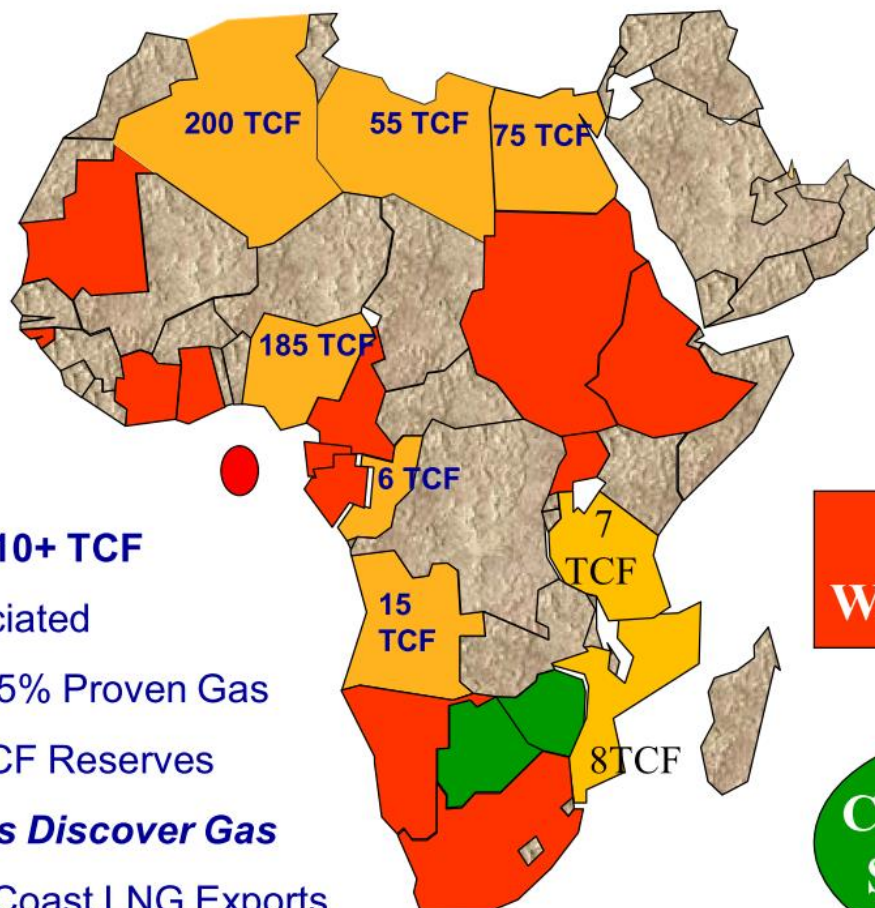 200 TCF
55 TCF
75 TCF
185 TCF
6 TCF
7
TCF
15
TCF
8TCF
10+ TCF
ciated
5% Proven Gas
CF Reserves
s Discover Gas
Coast LNG Exports
W
C
S